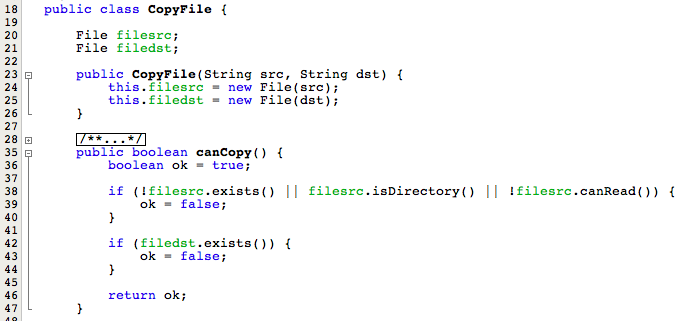 18 public class CopyFile {
19
20 File filesrc;
21 File filedst;
22
23 public CopyFile(String src, String dst) {
24 this.filesrc = new File(src);
25 this.filedst = new File(dst);
26 }
27
28 /**...*/
35 public boolean canCopy() {
36 boolean ok = true;
37
38 if (!filesrc.exists() || filesrc.isDirectory() || !filesrc.canRead()) {
39 ok = false;
40 }
41
42 if (filedst.exists()) {
43 ok = false;
44 }
45
46 return ok;
47 }